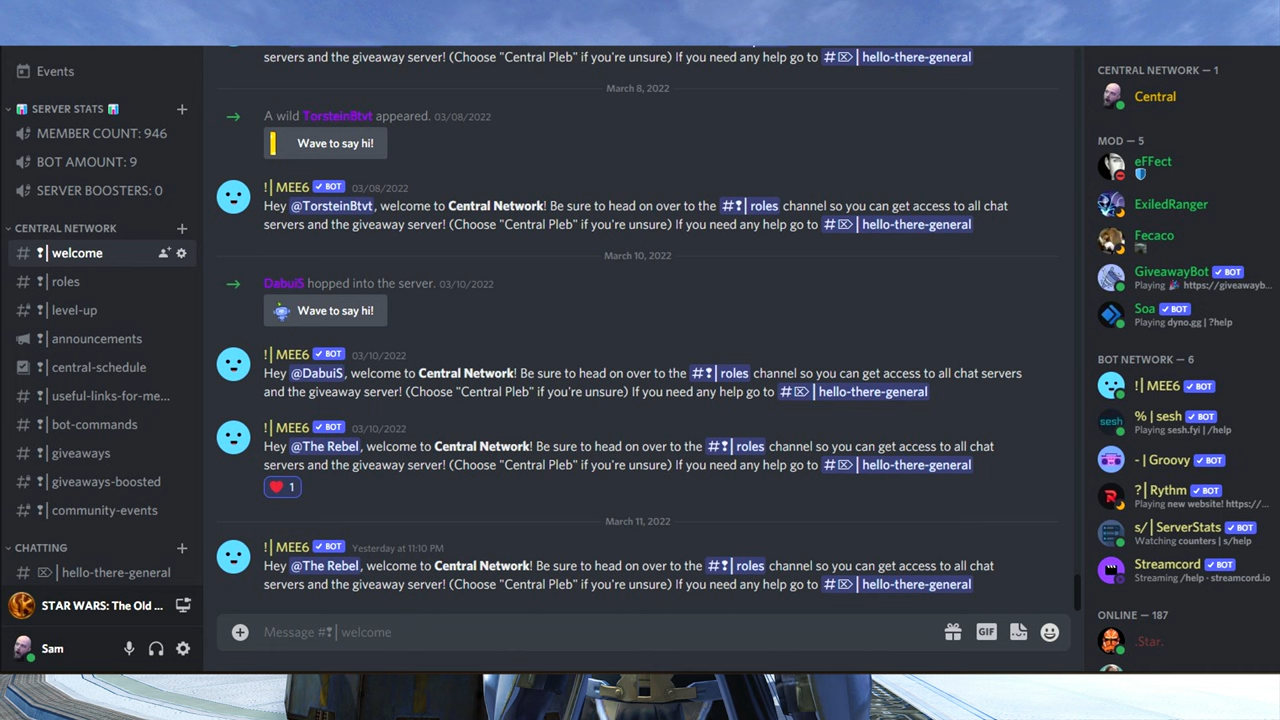 Events
SERVER STATS
MEMBER COUNT: 946
BOT AMOUNT: 9
SERVER BOOSTERS: 0
CENTRAL NETWORK
welcome
roles
level-up
announcements
central-schedule
useful-links-for-me...
bot-commands
giveaways
giveaways-boosted
community-events
CHATTING
hello-there-general
STAR WARS: The Old ...
Sam
servers and the giveaway server! (Choose "Central Pleb" if you're unsure) If you need any help go to # | hello-there-general
March 8, 2022
A wild TorsteinBtvt appeared. 03/08/2022
Wave to say hi!
!| MEE6 BOT 03/08/2022
Hey @TorsteinBtvt, welcome to Central Network! Be sure to head on over to the #❢| roles channel so you can get access to all chat
servers and the giveaway server! (Choose "Central Pleb" if you're unsure) If you need any help go to # | hello-there-general
March 10, 2022
DabuiS hopped into the server. 03/10/2022
Wave to say hi!
!| MEE6 BOT 03/10/2022
Hey @DabuiS, welcome to Central Network! Be sure to head on over to the #❢| roles channel so you can get access to all chat servers
and the giveaway server! (Choose "Central Pleb" if you're unsure) If you need any help go to # | hello-there-general
!| MEE6 BOT 03/10/2022
Hey @The Rebel, welcome to Central Network! Be sure to head on over to the #❢| roles channel so you can get access to all chat
servers and the giveaway server! (Choose "Central Pleb" if you're unsure) If you need any help go to # | hello-there-general
1
March 11, 2022
!| MEE6 BOT Yesterday at 11:10 PM
Hey @The Rebel, welcome to Central Network! Be sure to head on over to the #❢| roles channel so you can get access to all chat
servers and the giveaway server! (Choose "Central Pleb" if you're unsure) If you need any help go to # | hello-there-general
Message #❢| welcome
GIF
CENTRAL NETWORK — 1
Central
MOD — 5
eFFect
ExiledRanger
Fecaco
GiveawayBot BOT
Playing 🎉 https://giveawayb...
Soa BOT
Playing dyno.gg | ?help
BOT NETWORK — 6
!| MEE6 BOT
sesh
% | sesh BOT
Playing sesh.fyi | /help
- | Groovy BOT
? | Rythm BOT
Playing new website! https:/...
s/ | ServerStats BOT
Watching counters | s/help
Streamcord BOT
Streaming /help · streamcord.io
ONLINE — 187
.Star.